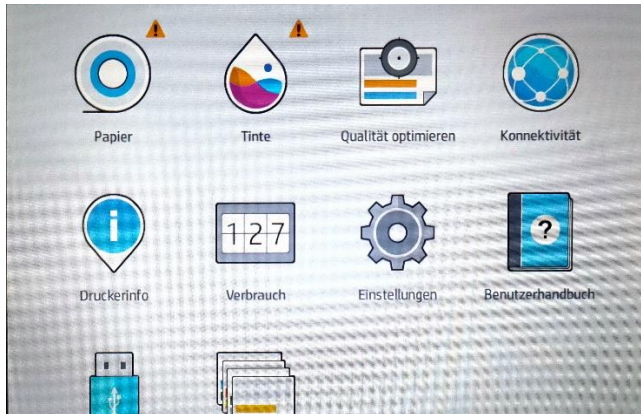 Papier
Tinte
Qualität optimieren
Konnektivität
i
127
?
Druckerinfo
Verbrauch
Einstellungen
Benutzerhandbuch